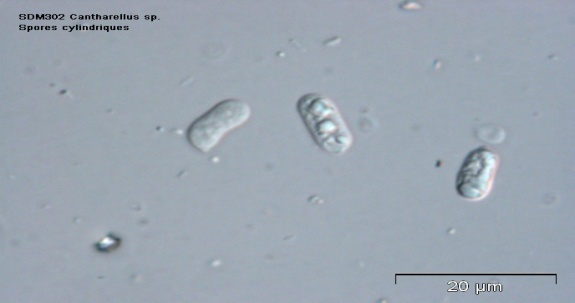 SDM302 Cantharellus sp.
Spores cylindriques
20 µm